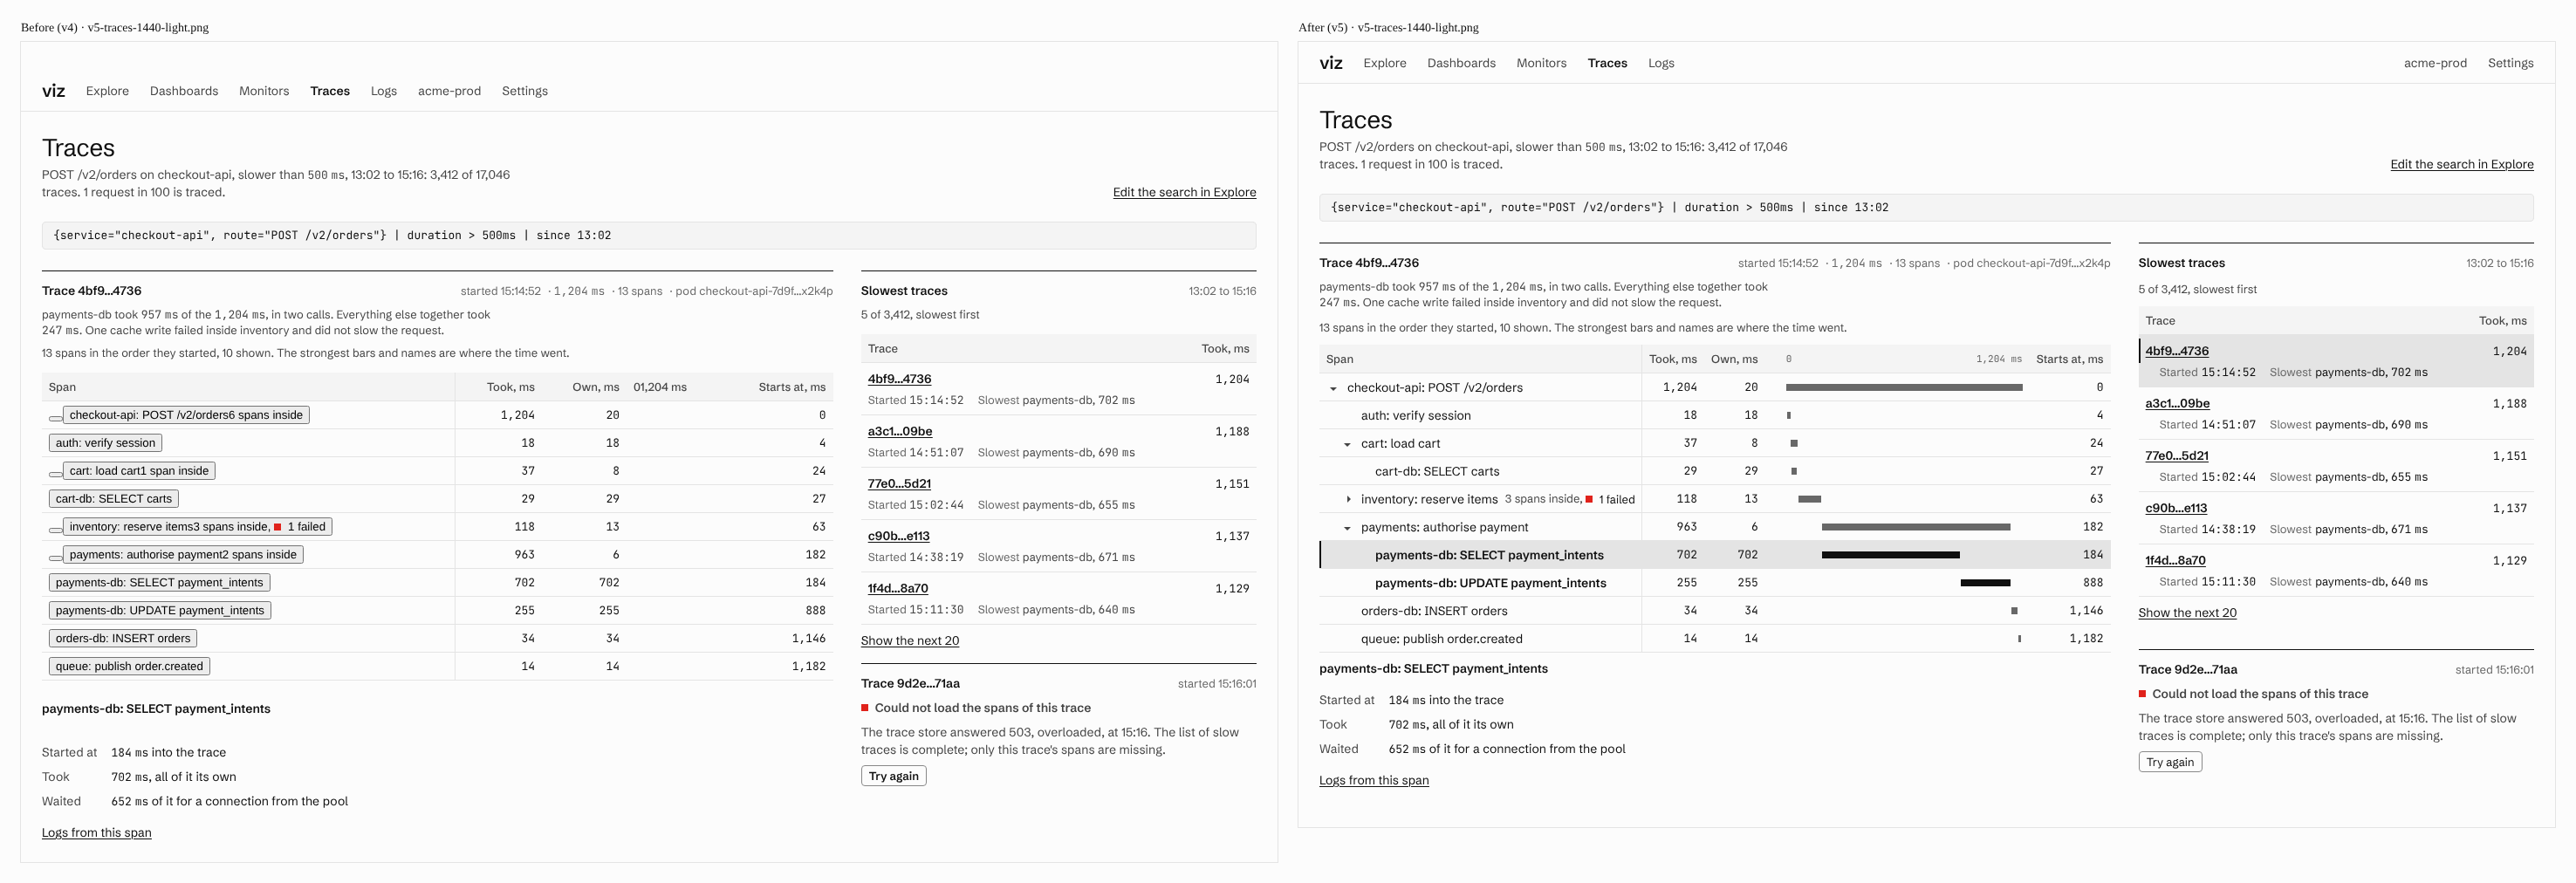 Before (v4) · v5-traces-1440-light.png
viz Explore Dashboards Monitors Traces Logs acme-prod Settings
Traces
POST /v2/orders on checkout-api, slower than 500 ms, 13:02 to 15:16: 3,412 of 17,046
traces. 1 request in 100 is traced.
Edit the search in Explore
{service="checkout-api", route="POST /v2/orders"} | duration > 500ms | since 13:02
Trace 4bf9…4736 started 15:14:52 · 1,204 ms · 13 spans · pod checkout-api-7d9f…x2k4p
payments-db took 957 ms of the 1,204 ms, in two calls. Everything else together took
247 ms. One cache write failed inside inventory and did not slow the request.
13 spans in the order they started, 10 shown. The strongest bars and names are where the time went.
Span Took, ms Own, ms 01,204 ms Starts at, ms
checkout-api: POST /v2/orders6 spans inside 1,204 20 0
auth: verify session 18 18 4
cart: load cart1 span inside 37 8 24
cart-db: SELECT carts 29 29 27
inventory: reserve items3 spans inside, 1 failed 118 13 63
payments: authorise payment2 spans inside 963 6 182
payments-db: SELECT payment_intents 702 702 184
payments-db: UPDATE payment_intents 255 255 888
orders-db: INSERT orders 34 34 1,146
queue: publish order.created 14 14 1,182
payments-db: SELECT payment_intents
Started at 184 ms into the trace
Took 702 ms, all of it its own
Waited 652 ms of it for a connection from the pool
Logs from this span
Slowest traces 13:02 to 15:16
5 of 3,412, slowest first
Trace Took, ms
4bf9…4736 1,204
Started 15:14:52 Slowest payments-db, 702 ms
a3c1…09be 1,188
Started 14:51:07 Slowest payments-db, 690 ms
77e0…5d21 1,151
Started 15:02:44 Slowest payments-db, 655 ms
c90b…e113 1,137
Started 14:38:19 Slowest payments-db, 671 ms
1f4d…8a70 1,129
Started 15:11:30 Slowest payments-db, 640 ms
Show the next 20
Trace 9d2e…71aa started 15:16:01
Could not load the spans of this trace
The trace store answered 503, overloaded, at 15:16. The list of slow
traces is complete; only this trace's spans are missing.
Try again
After (v5) · v5-traces-1440-light.png
viz Explore Dashboards Monitors Traces Logs acme-prod Settings
Traces
POST /v2/orders on checkout-api, slower than 500 ms, 13:02 to 15:16: 3,412 of 17,046
traces. 1 request in 100 is traced.
Edit the search in Explore
{service="checkout-api", route="POST /v2/orders"} | duration > 500ms | since 13:02
Trace 4bf9…4736 started 15:14:52 · 1,204 ms · 13 spans · pod checkout-api-7d9f…x2k4p
payments-db took 957 ms of the 1,204 ms, in two calls. Everything else together took
247 ms. One cache write failed inside inventory and did not slow the request.
13 spans in the order they started, 10 shown. The strongest bars and names are where the time went.
Span Took, ms Own, ms 0 1,204 ms Starts at, ms
checkout-api: POST /v2/orders 1,204 20 0
auth: verify session 18 18 4
cart: load cart 37 8 24
cart-db: SELECT carts 29 29 27
inventory: reserve items 3 spans inside, 1 failed 118 13 63
payments: authorise payment 963 6 182
payments-db: SELECT payment_intents 702 702 184
payments-db: UPDATE payment_intents 255 255 888
orders-db: INSERT orders 34 34 1,146
queue: publish order.created 14 14 1,182
payments-db: SELECT payment_intents
Started at 184 ms into the trace
Took 702 ms, all of it its own
Waited 652 ms of it for a connection from the pool
Logs from this span
Slowest traces 13:02 to 15:16
5 of 3,412, slowest first
Trace Took, ms
4bf9…4736 1,204
Started 15:14:52 Slowest payments-db, 702 ms
a3c1…09be 1,188
Started 14:51:07 Slowest payments-db, 690 ms
77e0…5d21 1,151
Started 15:02:44 Slowest payments-db, 655 ms
c90b…e113 1,137
Started 14:38:19 Slowest payments-db, 671 ms
1f4d…8a70 1,129
Started 15:11:30 Slowest payments-db, 640 ms
Show the next 20
Trace 9d2e…71aa started 15:16:01
Could not load the spans of this trace
The trace store answered 503, overloaded, at 15:16. The list of slow
traces is complete; only this trace's spans are missing.
Try again